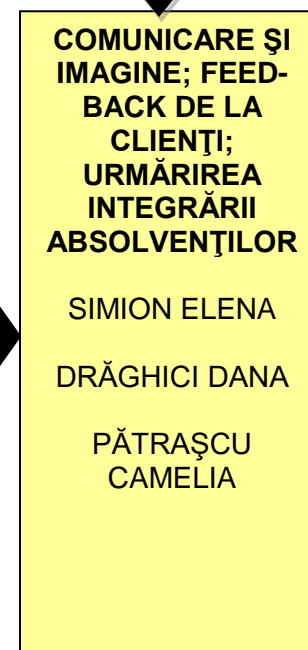 COMUNICARE ŞI
IMAGINE; FEED-
BACK DE LA
CLIENŢI;
URMĂRIREA
INTEGRĂRII
ABSOLVENŢILOR
SIMION ELENA
DRĂGHICI DANA
PĂTRAŞCU
CAMELIA